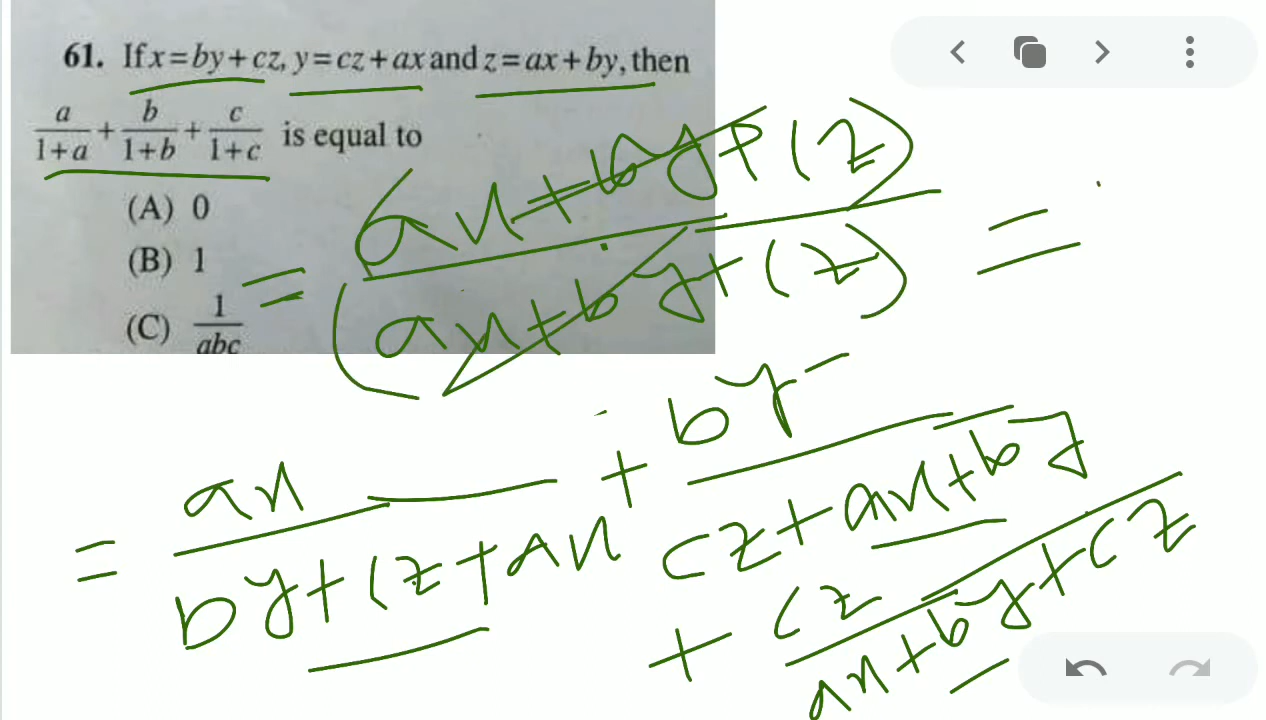 61. If x=by+cz, y=cz+ax and z=ax+by, then
a/1+a + b/1+b + c/1+c is equal to
(A) 0
(B) 1
(C) 1/abc
= ax+by+cz/(ax+by+cz) =
= ax/by+cz+ax + by/cz+ax+by
+ cz/ax+by+cz